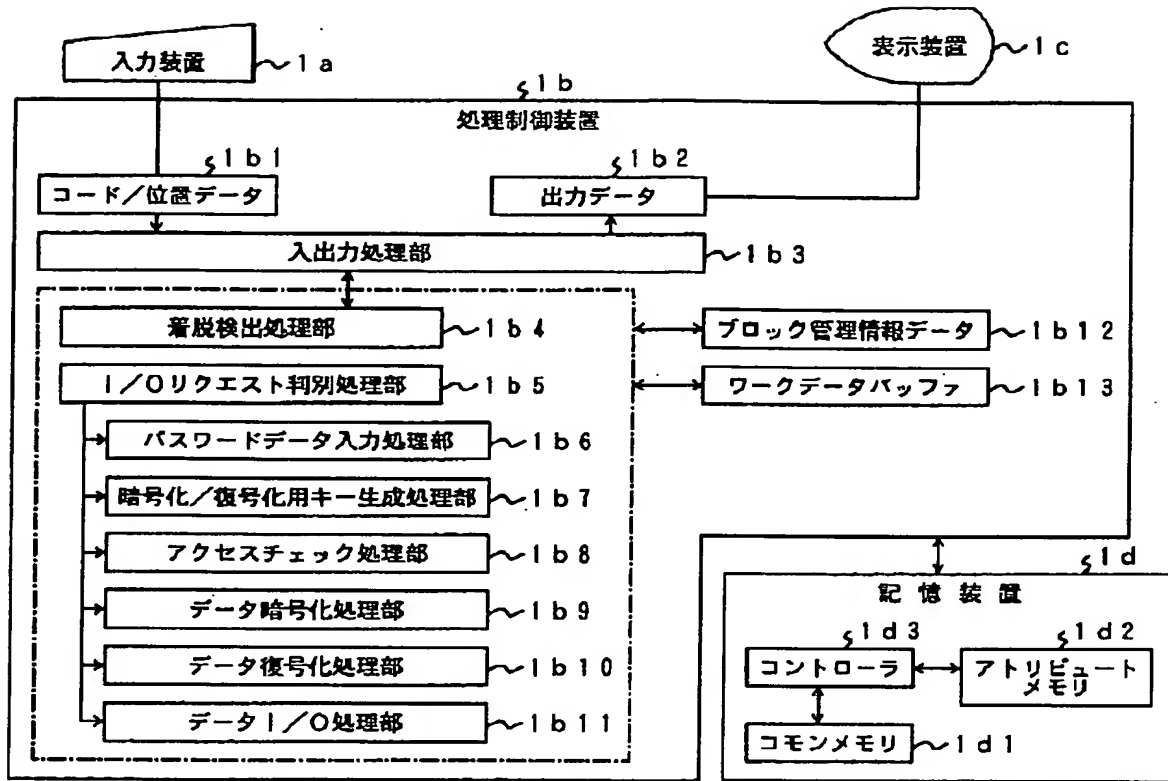 入力装置 1a
表示装置 1c
1b
処理制御装置
1b1
コード/位置データ
1b2
出力データ
入出力処理部 1b3
着脱検出処理部 1b4
I/Oリクエスト判別処理部 1b5
パスワードデータ入力処理部 1b6
暗号化/復号化用キー生成処理部 1b7
アクセスチェック処理部 1b8
データ暗号化処理部 1b9
データ復号化処理部 1b10
データI/O処理部 1b11
ブロック管理情報データ 1b12
ワークデータバッファ 1b13
1d
記憶装置
1d3
コントローラ
1d2
アトリビュート
メモリ
コモンメモリ 1d1